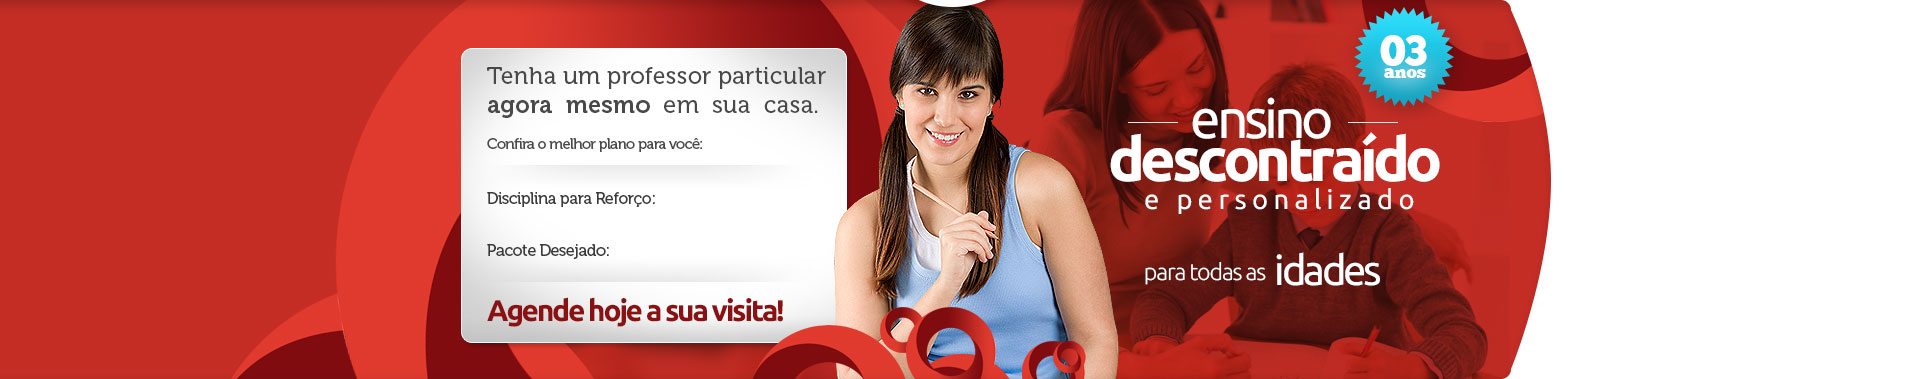 Tenha um professor particular
agora mesmo em sua casa.
Confira o melhor plano para você:
Disciplina para Reforço:
Pacote Desejado:
Agende hoje a sua visita!
03
anos
ensino
descontraído
e personalizado
para todas as idades